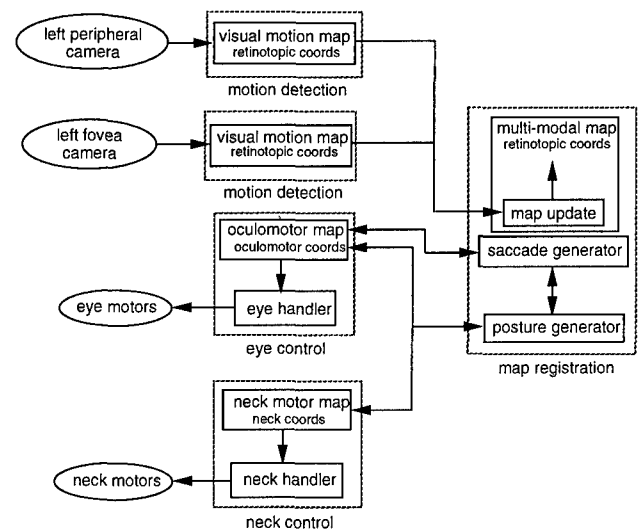 left peripheral
camera
visual motion map
retinotopic coords
motion detection
left fovea
camera
visual motion map
retinotopic coords
motion detection
multi-modal map
retinotopic coords
map update
saccade generator
posture generator
map registration
oculomotor map
oculomotor coords
eye motors
eye handler
eye control
neck motor map
neck coords
neck motors
neck handler
neck control